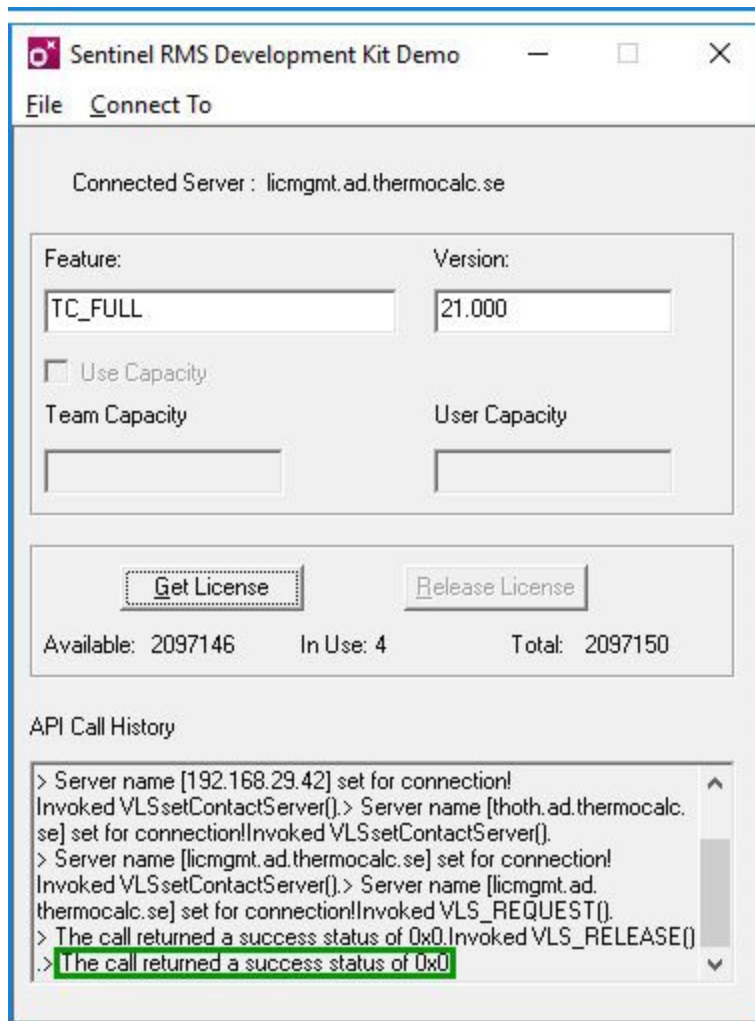 Sentinel RMS Development Kit Demo
File Connect To
Connected Server : licmgmt.ad.thermocalc.se
Feature: Version:
TC_FULL 21.000
Use Capacity
Team Capacity User Capacity
Get License Release License
Available: 2097146 In Use: 4 Total: 2097150
API Call History
> Server name [192.168.29.42] set for connection!
Invoked VLSsetContactServer().> Server name [thoth.ad.thermocalc.
se] set for connection!Invoked VLSsetContactServer().
> Server name [licmgmt.ad.thermocalc.se] set for connection!
Invoked VLSsetContactServer().> Server name [licmgmt.ad.
thermocalc.se] set for connection!Invoked VLS_REQUEST().
> The call returned a success status of 0x0.Invoked VLS_RELEASE()
.> The call returned a success status of 0x0